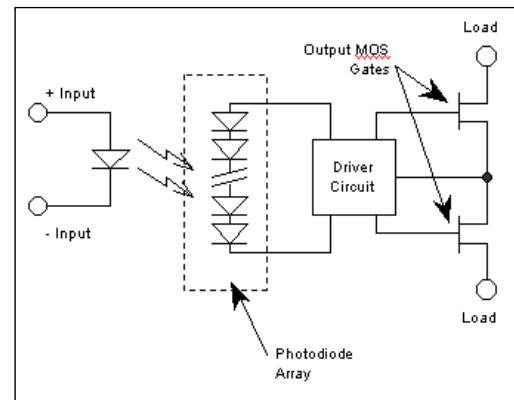 Load
Output MOS
Gates
+ Input
Driver
Circuit
- Input
Load
Photodiode
Array